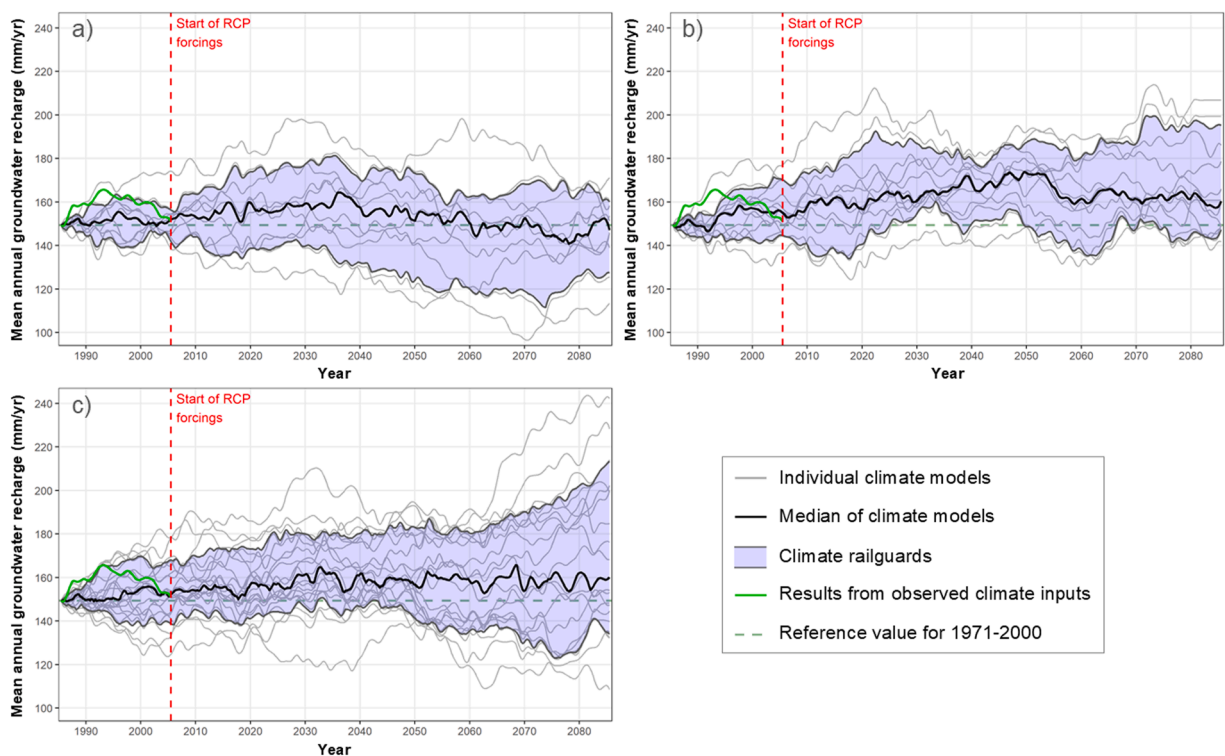 a)
Start of RCP
forcings
Mean annual groundwater recharge (mm/yr)
240
220
200
180
160
140
120
100
1990
2000
2010
2020
2030
2040
2050
2060
2070
2080
Year
b)
Start of RCP
forcings
Mean annual groundwater recharge (mm/yr)
240
220
200
180
160
140
120
100
1990
2000
2010
2020
2030
2040
2050
2060
2070
2080
Year
c)
Start of RCP
forcings
Mean annual groundwater recharge (mm/yr)
240
220
200
180
160
140
120
100
1990
2000
2010
2020
2030
2040
2050
2060
2070
2080
Year
Individual climate models
Median of climate models
Climate railguards
Results from observed climate inputs
Reference value for 1971-2000